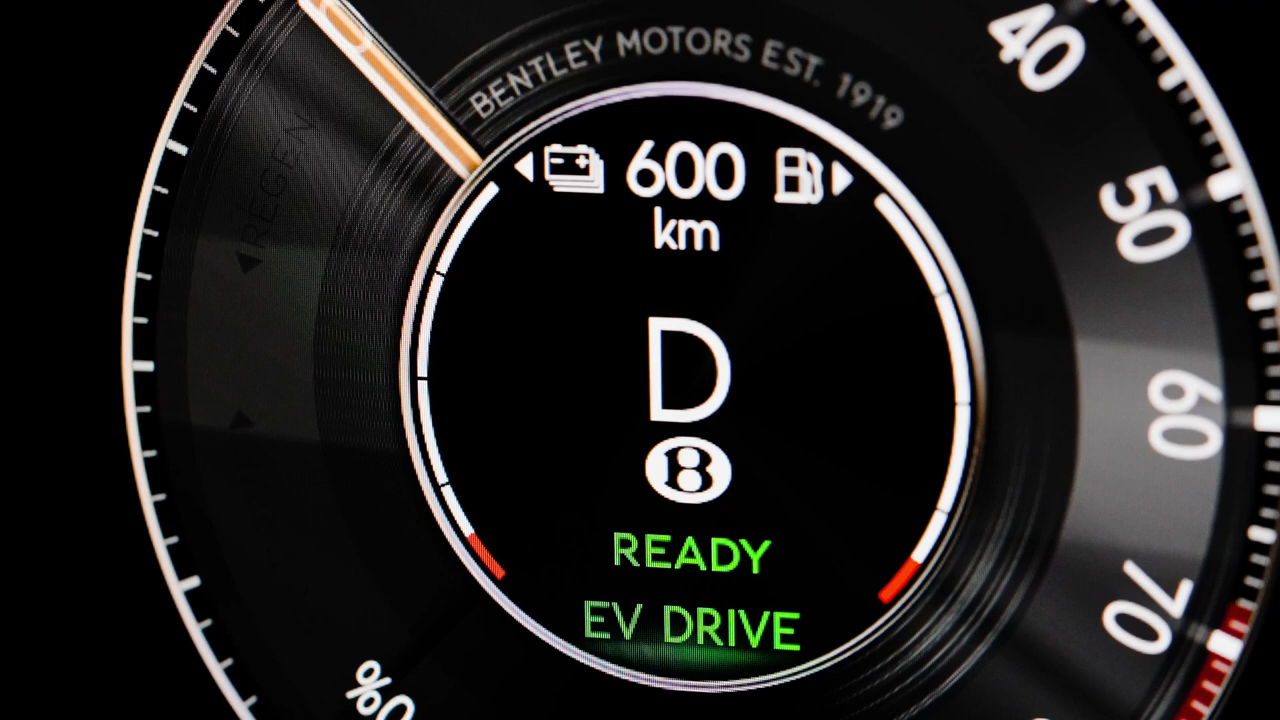 BENTLEY MOTORS EST. 1919
600
km
D
B
READY
EV DRIVE
REGEN
40
50
60
70